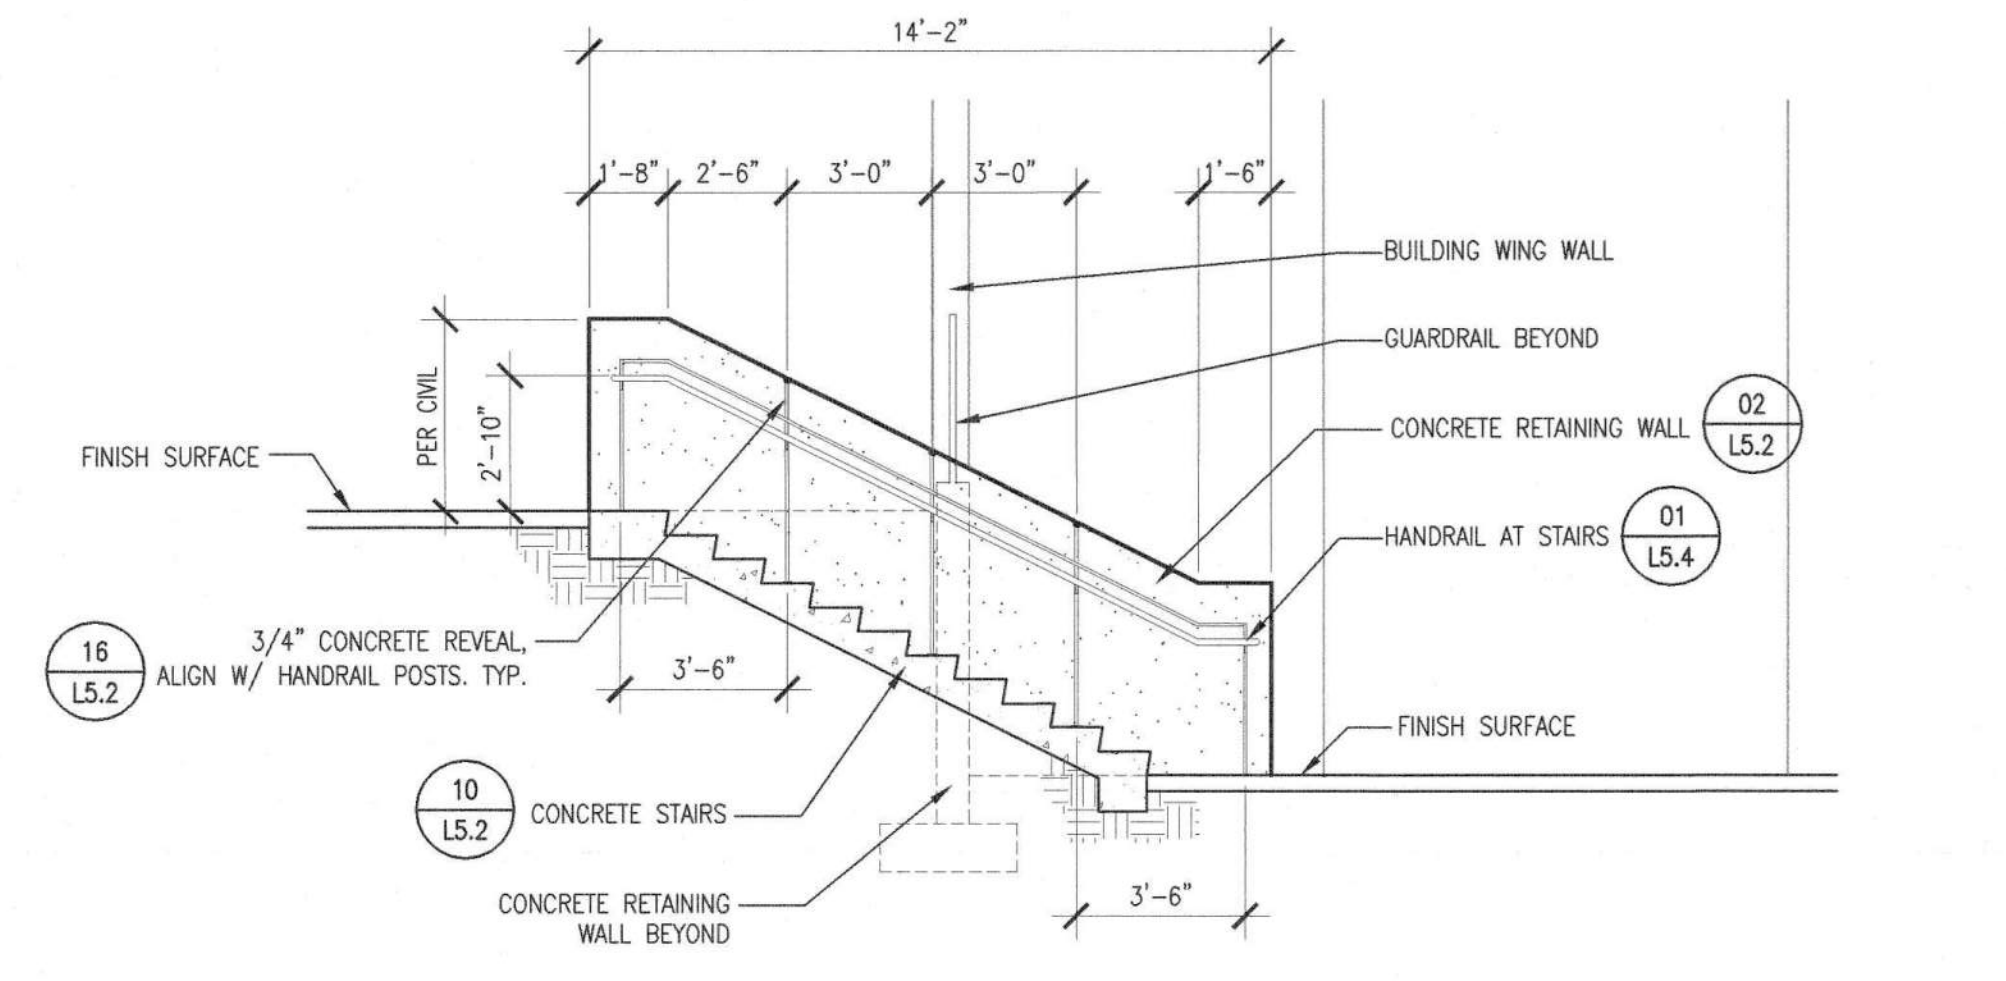 14'-2"
1'-8"
2'-6"
3'-0"
3'-0"
1'-6"
BUILDING WING WALL
GUARDRAIL BEYOND
CONCRETE RETAINING WALL
02
L5.2
PER CIVIL
2'-10"
FINISH SURFACE
HANDRAIL AT STAIRS
01
L5.4
16
L5.2
3/4" CONCRETE REVEAL,
ALIGN W/ HANDRAIL POSTS. TYP.
3'-6"
FINISH SURFACE
10
L5.2
CONCRETE STAIRS
3'-6"
CONCRETE RETAINING
WALL BEYOND